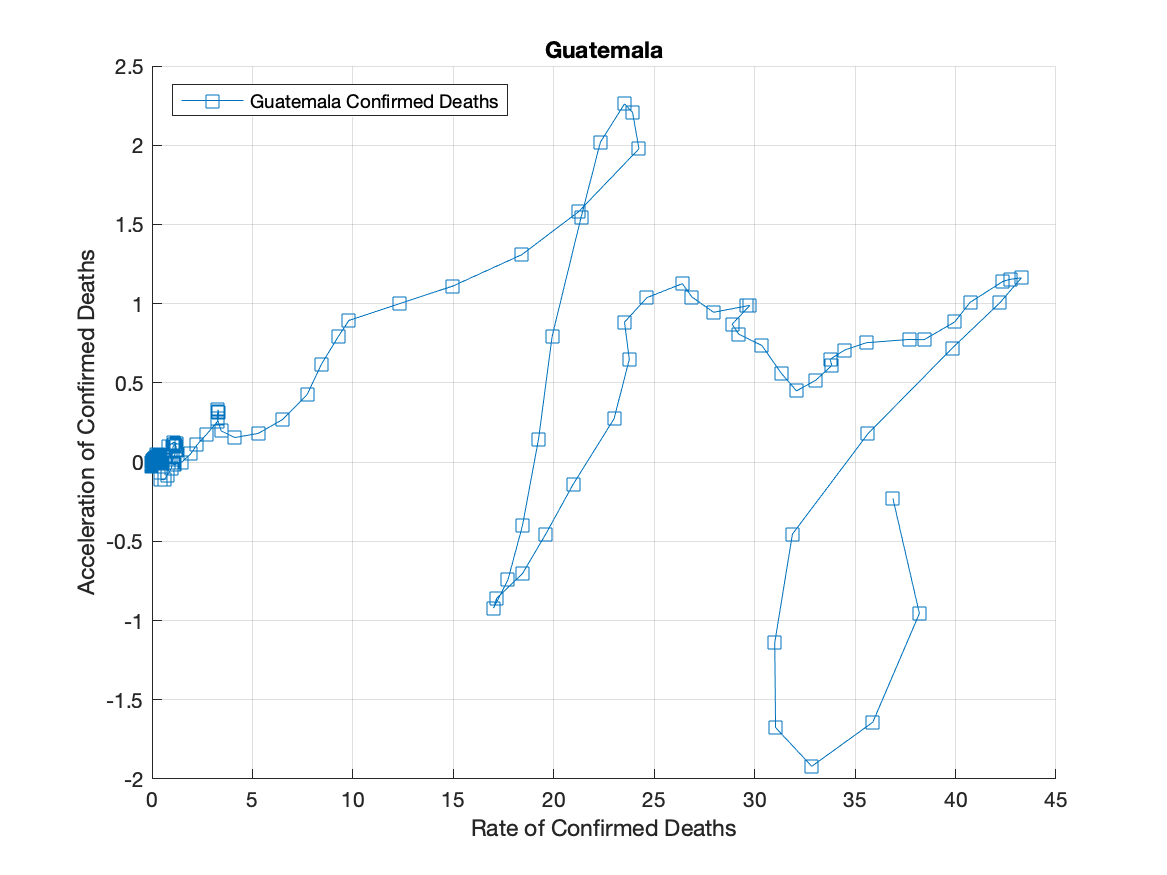 Guatemala
Guatemala Confirmed Deaths
2.5
2
1.5
1
0.5
0
-0.5
-1
-1.5
-2
Acceleration of Confirmed Deaths
0 5 10 15 20 25 30 35 40 45
Rate of Confirmed Deaths